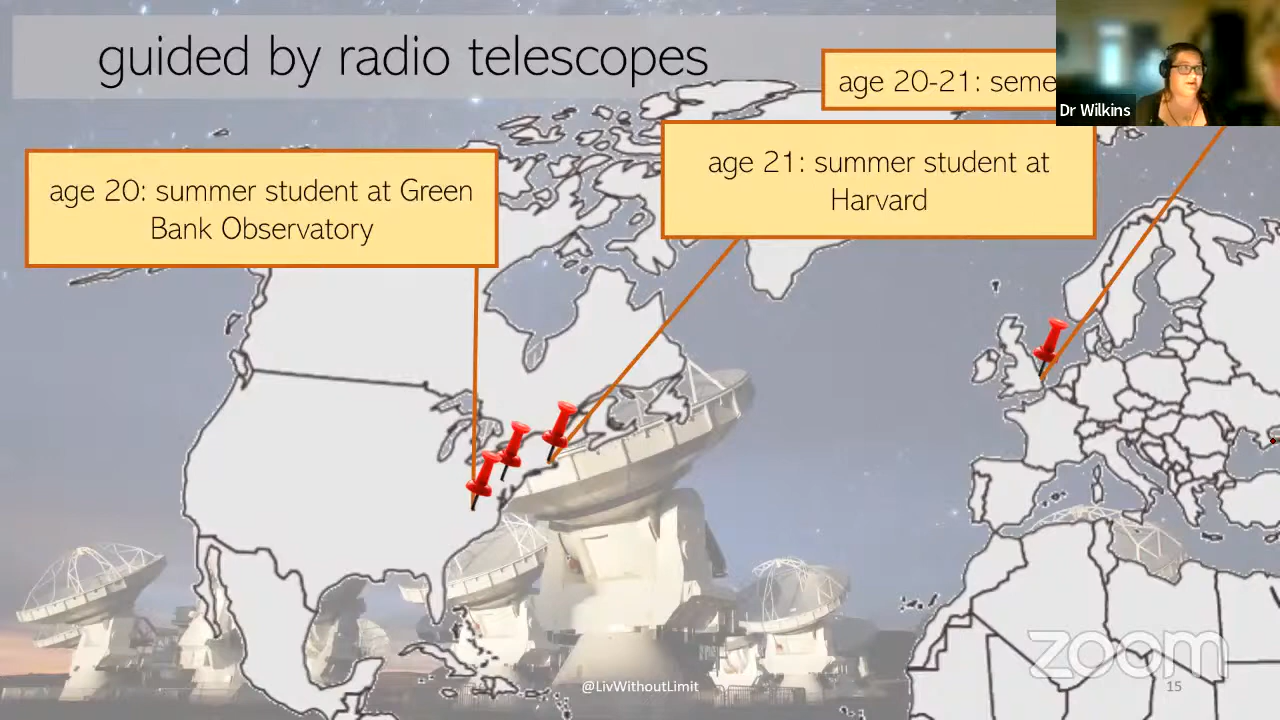 guided by radio telescopes
age 20-21: seme
Dr Wilkins
age 20: summer student at Green
Bank Observatory
age 21: summer student at
Harvard
zoom
@LivWithoutLimit
15